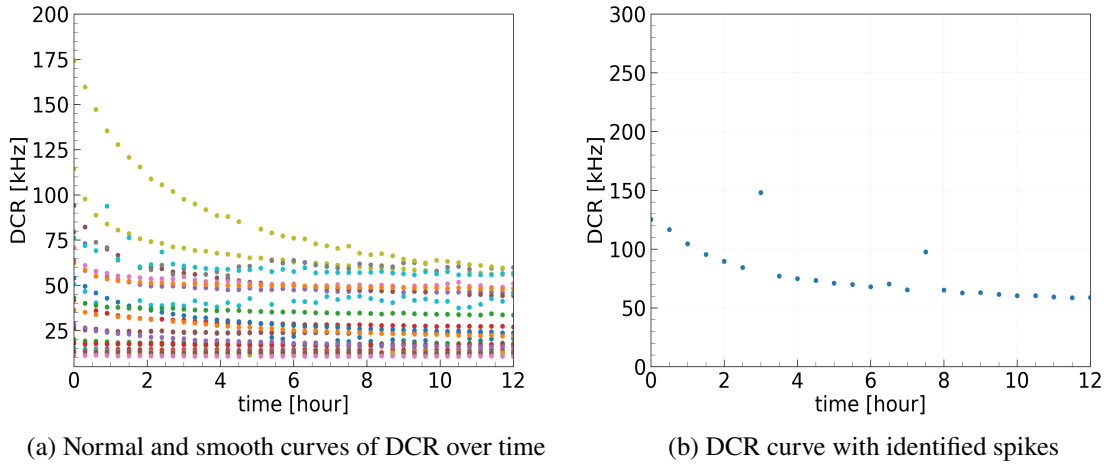 200
175
150
125
100
75
50
25
DCR [kHz]
0 2 4 6 8 10 12
time [hour]
(a) Normal and smooth curves of DCR over time
300
250
200
150
100
50
0
DCR [kHz]
0 2 4 6 8 10 12
time [hour]
(b) DCR curve with identified spikes